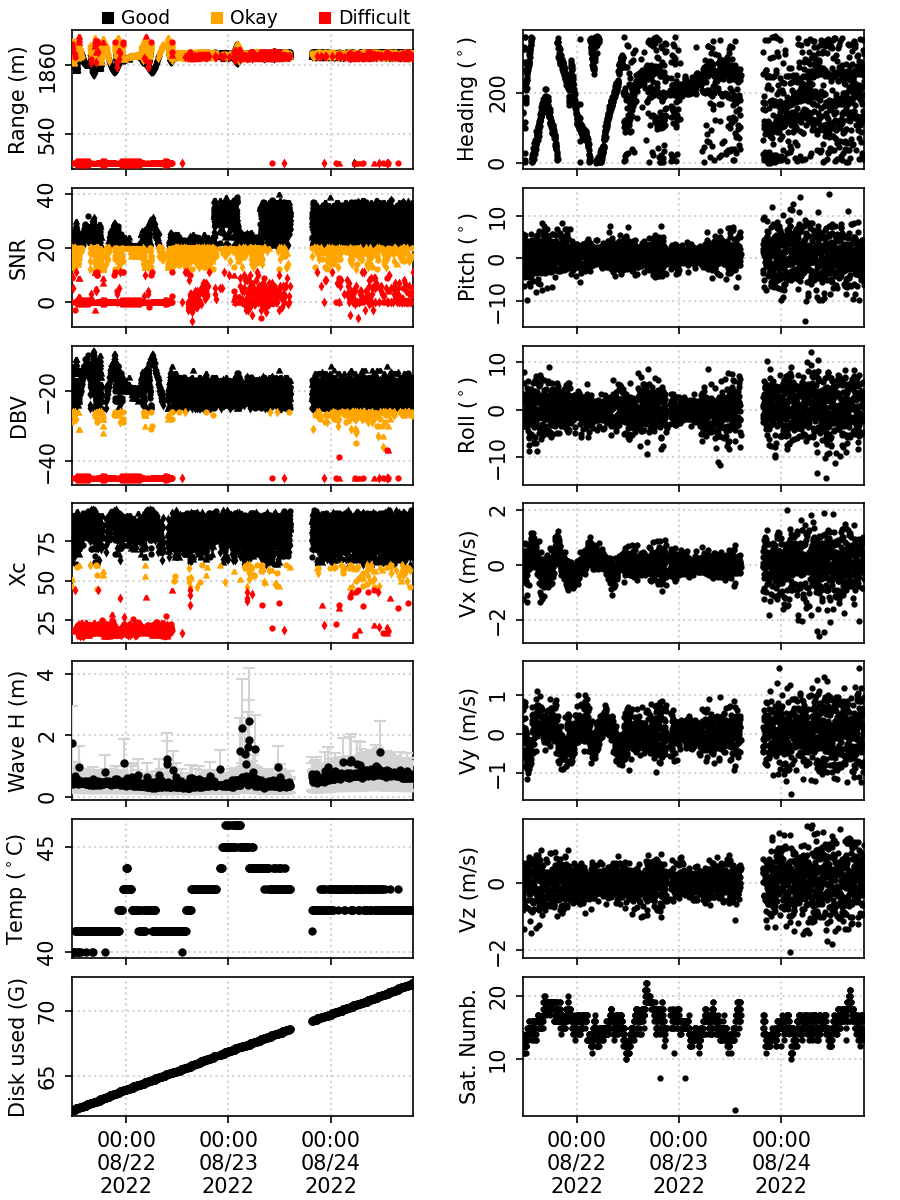 Good Okay Difficult
Range (m)
1860
540
Heading (°)
200
0
SNR
40
20
0
Pitch (°)
10
0
−10
DBV
−20
−40
Roll (°)
10
0
−10
Xc
75
50
25
Vx (m/s)
2
0
−2
Wave H (m)
4
2
0
Vy (m/s)
1
−1
Temp (°C)
45
40
Vz (m/s)
0
−2
Disk used (G)
70
65
Sat. Numb.
20
10
00:00 00:00 00:00
08/22 08/23 08/24
2022 2022 2022
00:00 00:00 00:00
08/22 08/23 08/24
2022 2022 2022